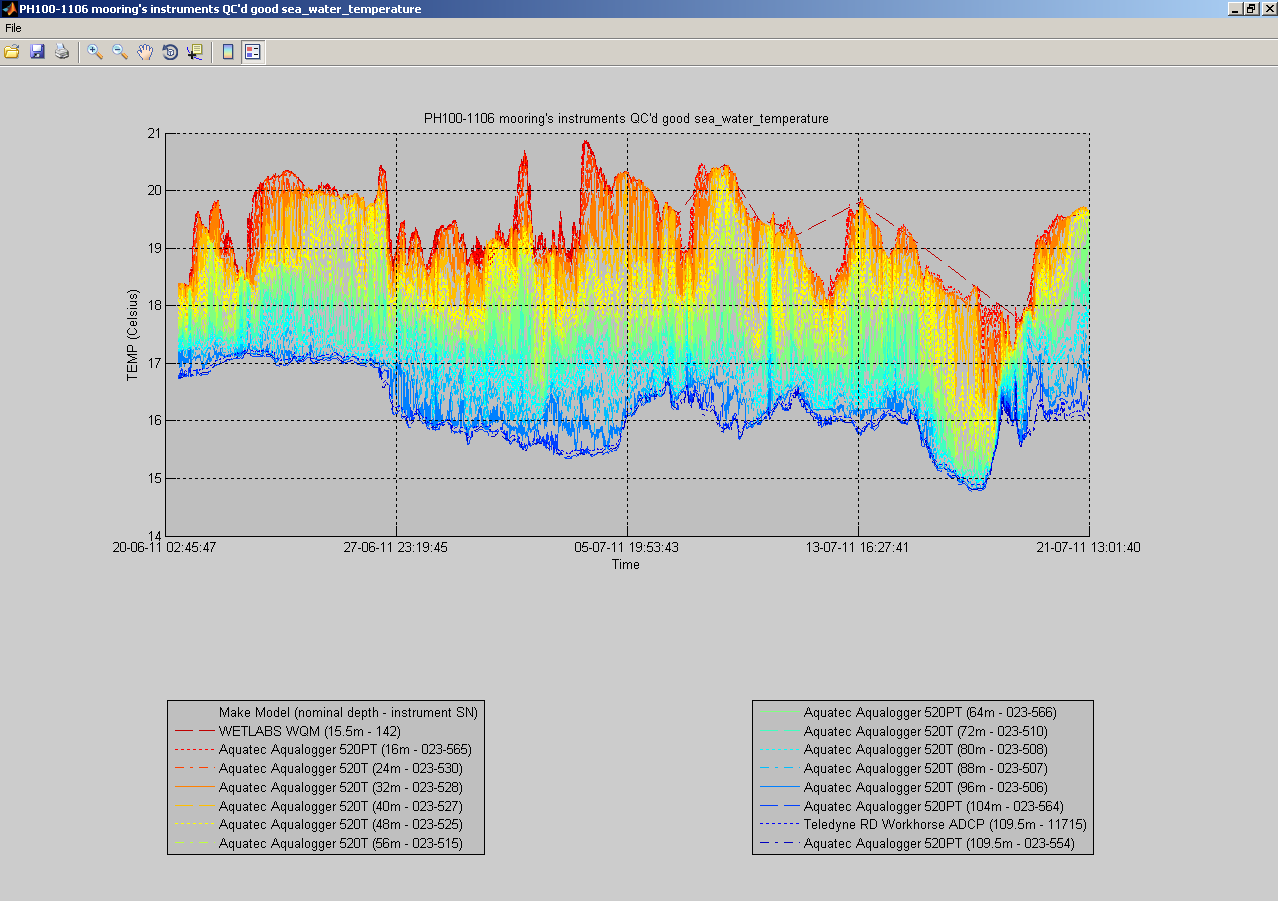 PH100-1106 mooring's instruments QC'd good sea_water_temperature
File
PH100-1106 mooring's instruments QC'd good sea_water_temperature
21
20
19
18
17
16
15
14
TEMP (Celsius)
20-06-11 02:45:47
27-06-11 23:19:45
05-07-11 19:53:43
13-07-11 16:27:41
21-07-11 13:01:40
Time
Make Model (nominal depth - instrument SN)
WETLABS WQM (15.5m - 142)
Aquatec Aqualogger 520PT (16m - 023-565)
Aquatec Aqualogger 520T (24m - 023-530)
Aquatec Aqualogger 520T (32m - 023-528)
Aquatec Aqualogger 520T (40m - 023-527)
Aquatec Aqualogger 520T (48m - 023-525)
Aquatec Aqualogger 520T (56m - 023-515)
Aquatec Aqualogger 520PT (64m - 023-566)
Aquatec Aqualogger 520T (72m - 023-510)
Aquatec Aqualogger 520T (80m - 023-508)
Aquatec Aqualogger 520T (88m - 023-507)
Aquatec Aqualogger 520T (96m - 023-506)
Aquatec Aqualogger 520PT (104m - 023-564)
Teledyne RD Workhorse ADCP (109.5m - 11715)
Aquatec Aqualogger 520PT (109.5m - 023-554)